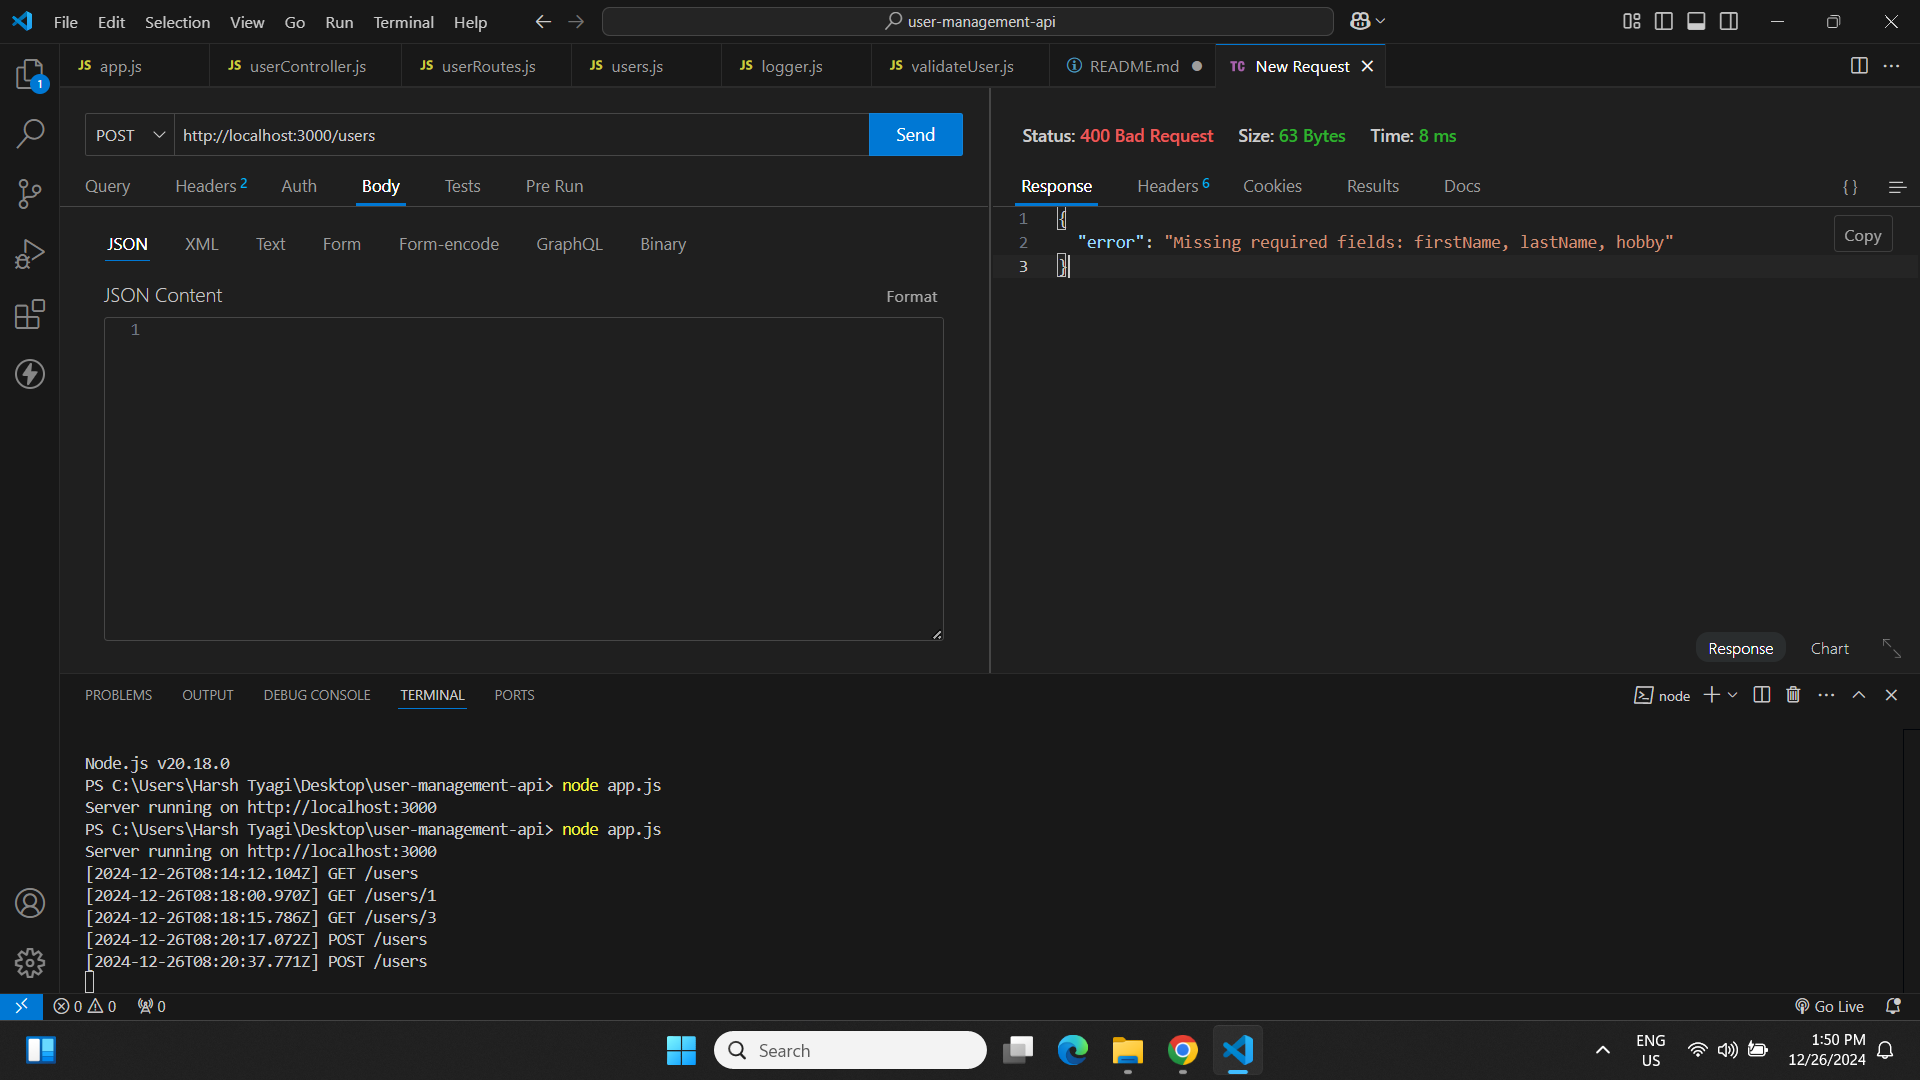 File Edit Selection View Go Run Terminal Help
user-management-api
1
JS app.js
JS userController.js
JS userRoutes.js
JS users.js
JS logger.js
JS validateUser.js
README.md
TC New Request
POST http://localhost:3000/users Send
Query Headers 2 Auth Body Tests Pre Run
JSON XML Text Form Form-encode GraphQL Binary
JSON Content Format
1
Status: 400 Bad Request Size: 63 Bytes Time: 8 ms
Response Headers 6 Cookies Results Docs { }
1 {
2 "error": "Missing required fields: firstName, lastName, hobby"
3 }
Copy
Response Chart
PROBLEMS OUTPUT DEBUG CONSOLE TERMINAL PORTS
node
Node.js v20.18.0
PS C:\Users\Harsh Tyagi\Desktop\user-management-api> node app.js
Server running on http://localhost:3000
PS C:\Users\Harsh Tyagi\Desktop\user-management-api> node app.js
Server running on http://localhost:3000
[2024-12-26T08:14:12.104Z] GET /users
[2024-12-26T08:18:00.970Z] GET /users/1
[2024-12-26T08:18:15.786Z] GET /users/3
[2024-12-26T08:20:17.072Z] POST /users
[2024-12-26T08:20:37.771Z] POST /users
0 0 0
Go Live
Search
ENG
US
1:50 PM
12/26/2024